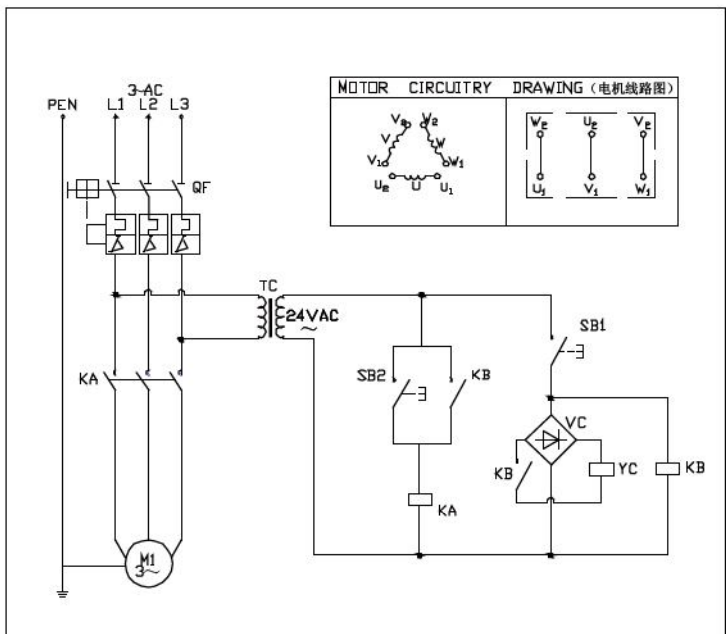 3~AC
PEN L1 L2 L3
QF
MOTOR CIRCUITRY DRAWING (电机线路图)
V2 W2
V W
V1 W1
U2 U U1
W2 U2 V2
U1 V1 W1
TC
24VAC
~
SB1
KA
SB2 KB
VC
KB YC KB
KA
M1
3~